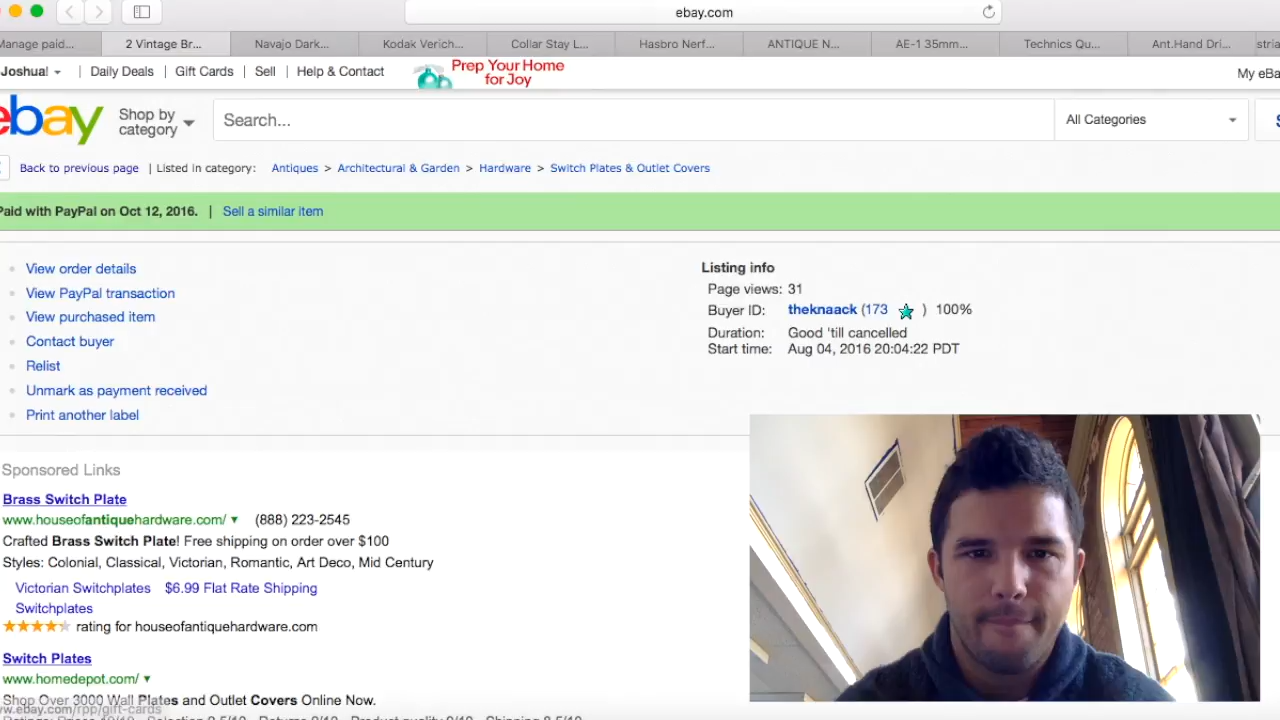 ebay.com
Manage paid... 2 Vintage Br... Navajo Dark... Kodak Verich... Collar Stay L... Hasbro Nerf... ANTIQUE N... AE-1 35mm... Technics Qu... Ant.Hand Dri...
Joshua! | Daily Deals | Gift Cards | Sell | Help & Contact
Prep Your Home
for Joy
My eBa
ebay
Shop by
category
Search...
All Categories
Back to previous page | Listed in category: Antiques > Architectural & Garden > Hardware > Switch Plates & Outlet Covers
Paid with PayPal on Oct 12, 2016. | Sell a similar item
View order details
View PayPal transaction
View purchased item
Contact buyer
Relist
Unmark as payment received
Print another label
Listing info
Page views: 31
Buyer ID: theknaack (173 ) 100%
Duration: Good 'till cancelled
Start time: Aug 04, 2016 20:04:22 PDT
Sponsored Links
Brass Switch Plate
www.houseofantiquehardware.com/ (888) 223-2545
Crafted Brass Switch Plate! Free shipping on order over $100
Styles: Colonial, Classical, Victorian, Romantic, Art Deco, Mid Century
Victorian Switchplates $6.99 Flat Rate Shipping
Switchplates
rating for houseofantiquehardware.com
Switch Plates
www.homedepot.com/
Shop Over 3000 Wall Plates and Outlet Covers Online Now.